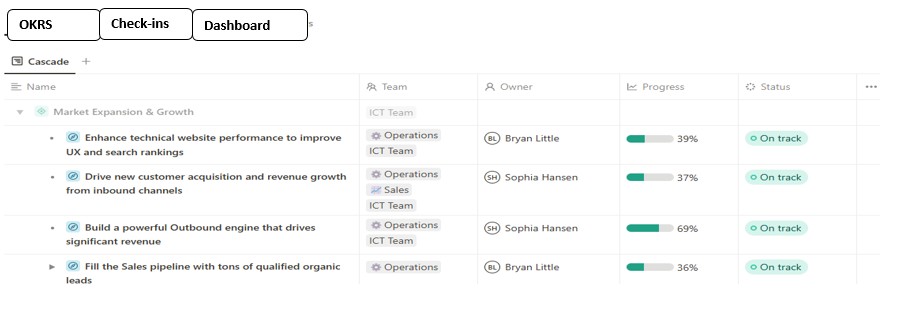 OKRS
Check-ins
Dashboard
s
Cascade +
Name Team Owner Progress Status
Market Expansion & Growth ICT Team
Enhance technical website performance to improve
UX and search rankings
Operations
ICT Team
BL Bryan Little
39%
On track
Drive new customer acquisition and revenue growth
from inbound channels
Operations
Sales
ICT Team
SH Sophia Hansen
37%
On track
Build a powerful Outbound engine that drives
significant revenue
Operations
ICT Team
SH Sophia Hansen
69%
On track
Fill the Sales pipeline with tons of qualified organic
leads
Operations
BL Bryan Little
36%
On track